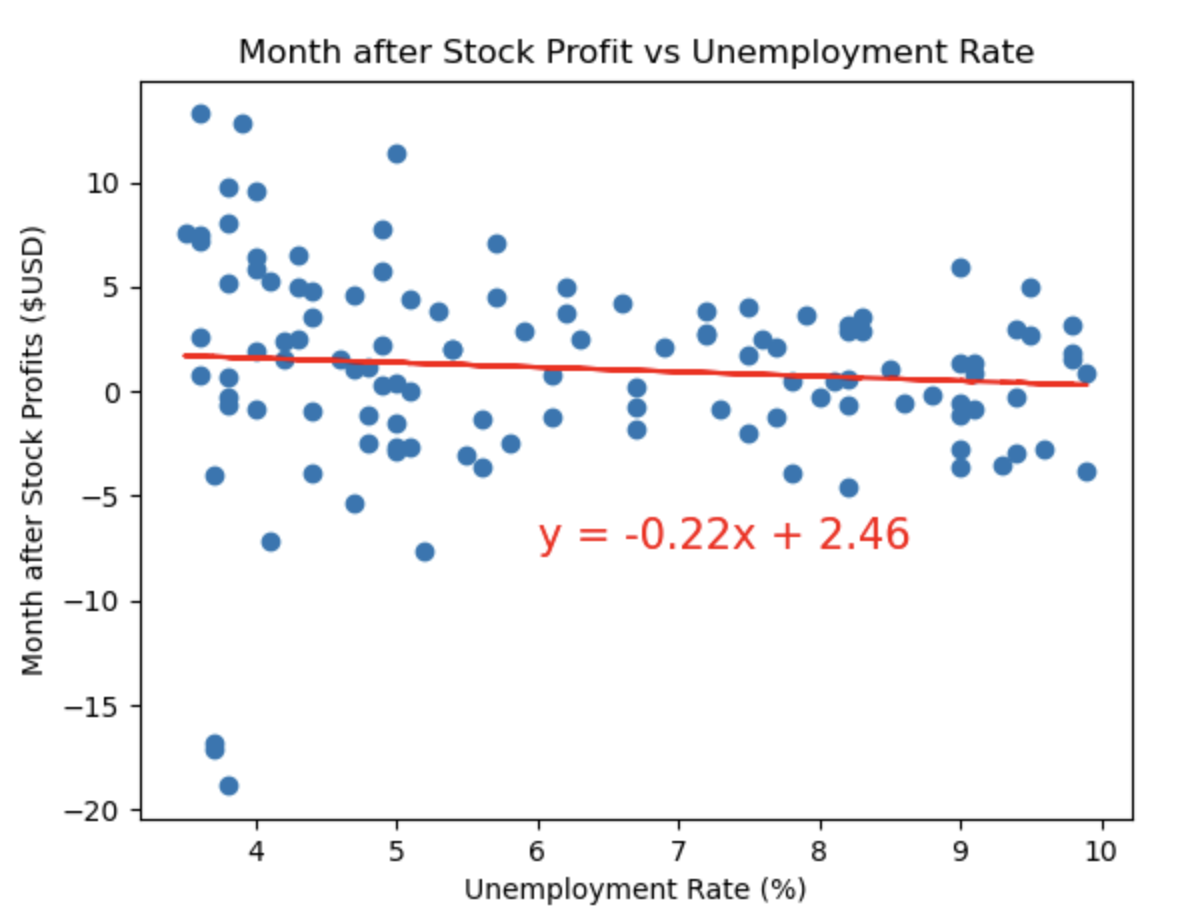 Month after Stock Profit vs Unemployment Rate
Month after Stock Profits ($USD)
10
5
0
−5
−10
−15
−20
y = -0.22x + 2.46
4 5 6 7 8 9 10
Unemployment Rate (%)